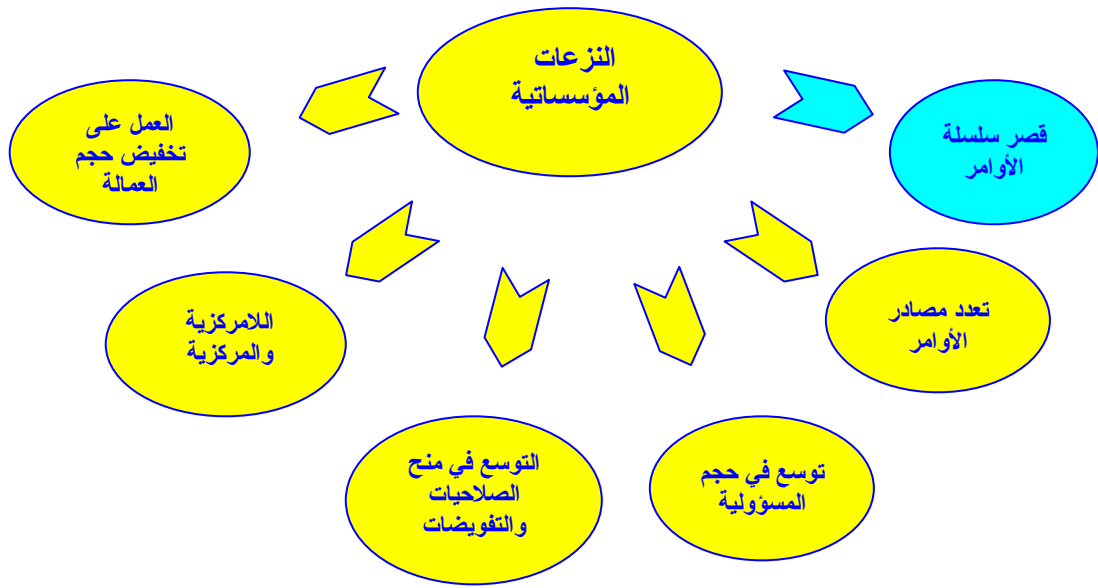 النزعات
المؤسساتية
قصر سلسلة
الأوامر
تعدد مصادر
الأوامر
توسع في حجم
المسؤولية
التوسع في منح
الصلاحيات
والتفويضات
اللامركزية
والمركزية
العمل على
تخفيض حجم
العمالة